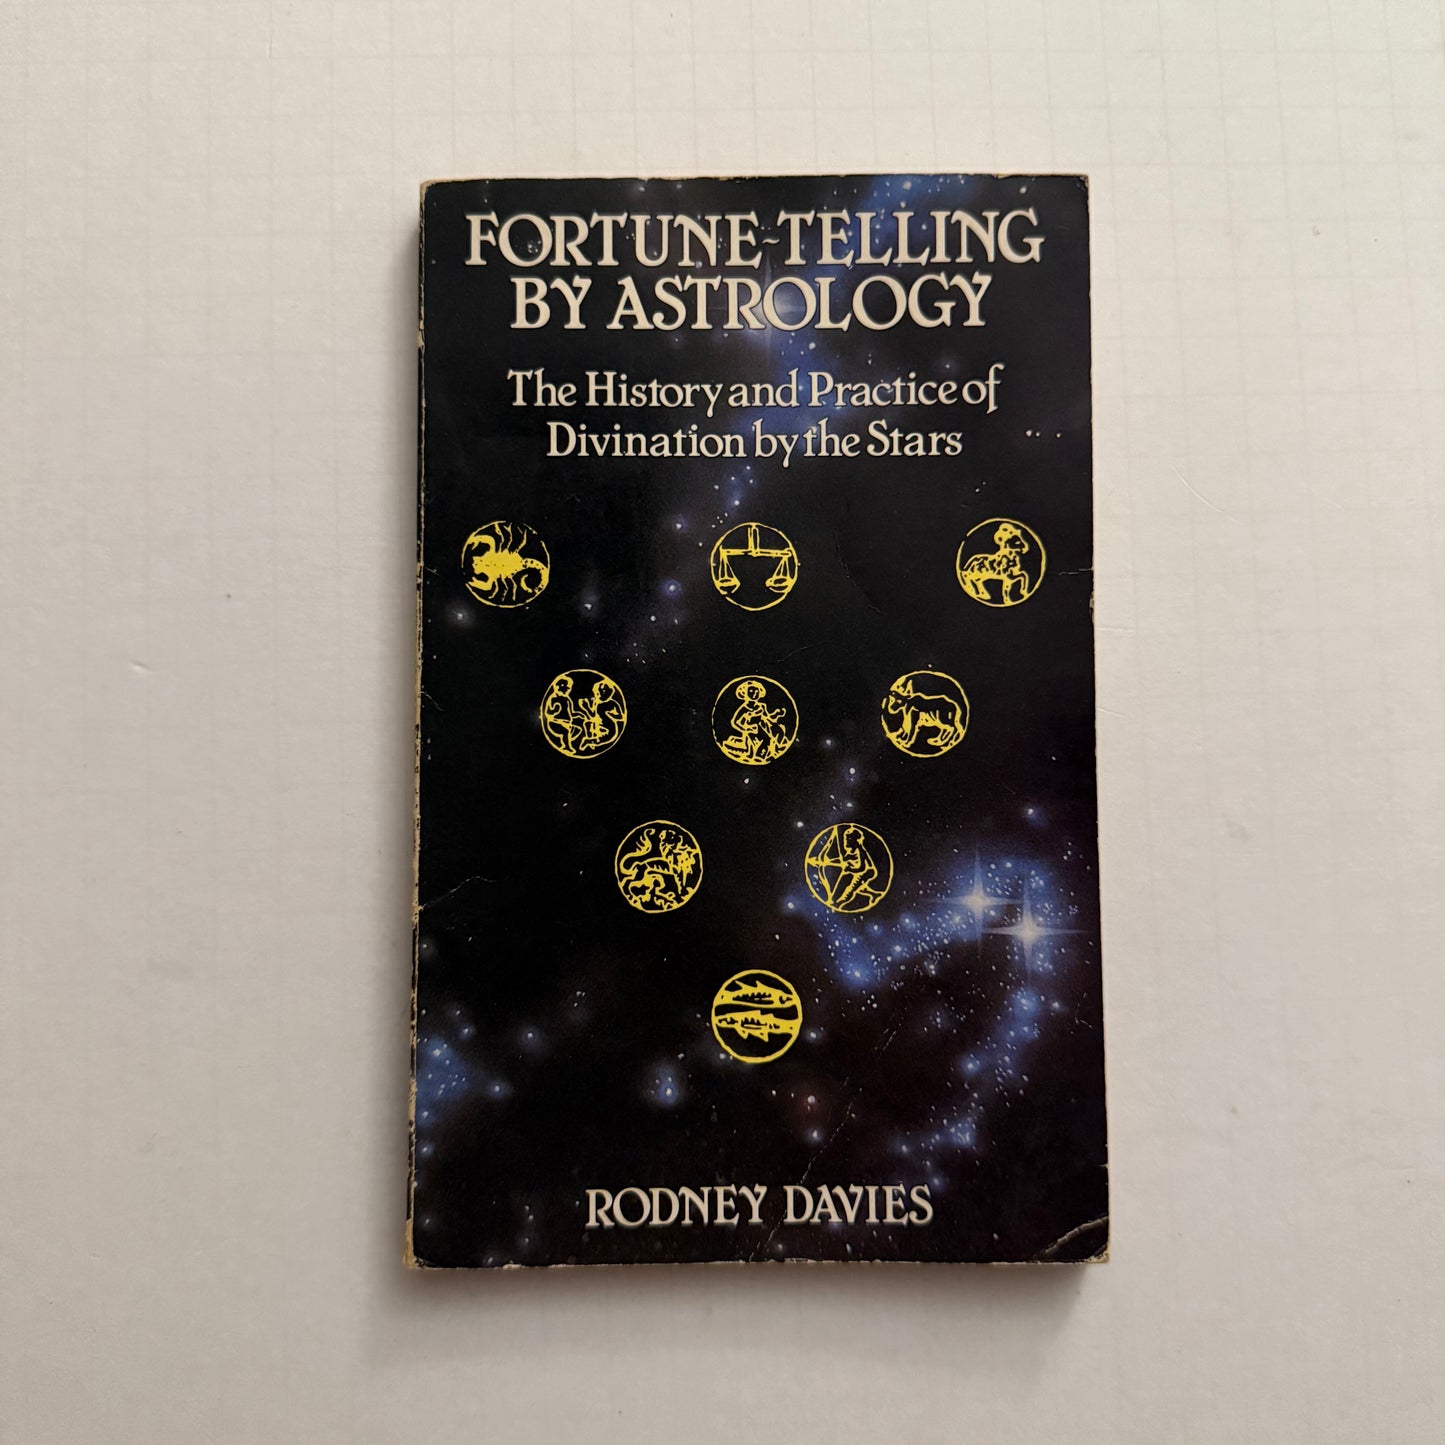 FORTUNE-TELLING
BY ASTROLOGY
The History and Practice of
Divination by the Stars
RODNEY DAVIES